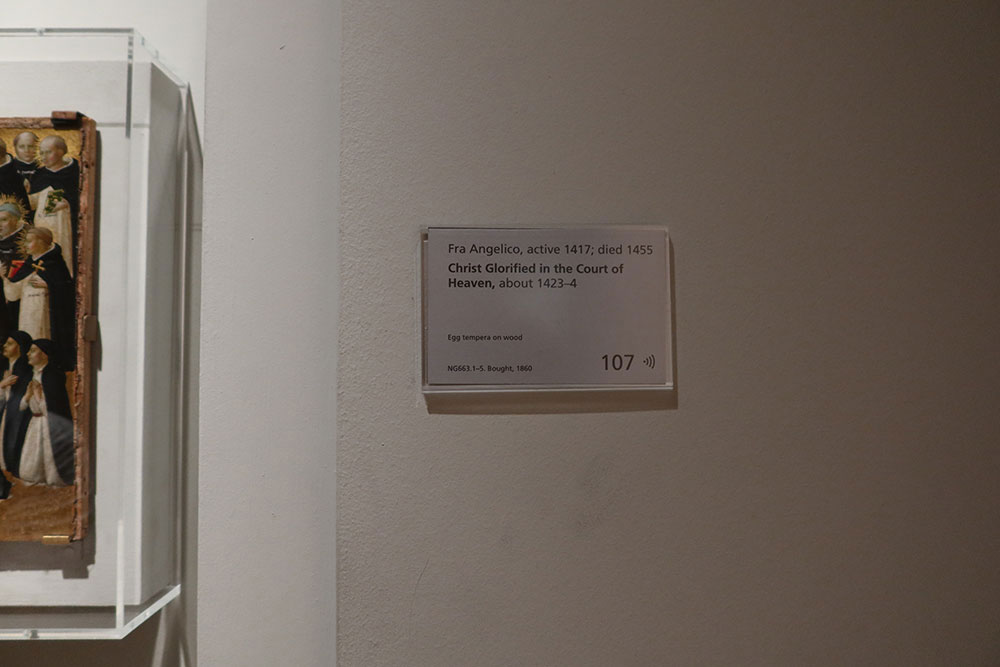 Fra Angelico, active 1417; died 1455
Christ Glorified in the Court of
Heaven, about 1423–4
Egg tempera on wood
NG663.1–5. Bought, 1860
107